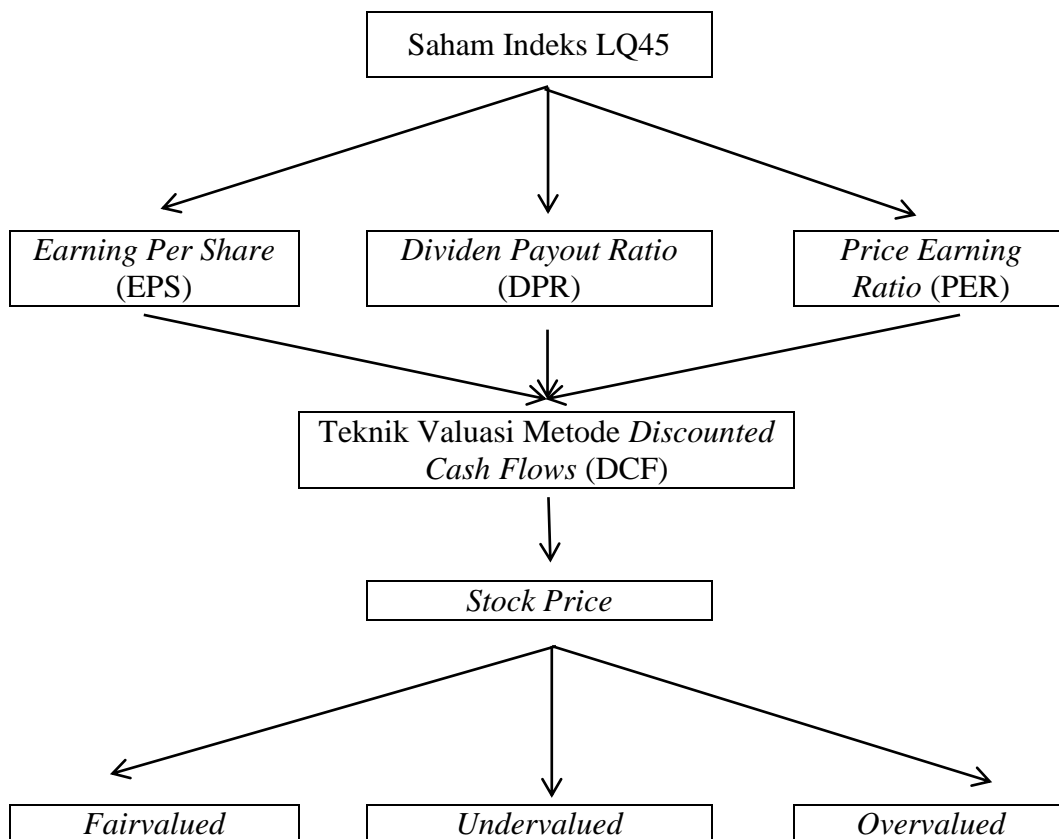 Saham Indeks LQ45
Earning Per Share
(EPS)
Dividen Payout Ratio
(DPR)
Price Earning
Ratio (PER)
Teknik Valuasi Metode Discounted
Cash Flows (DCF)
Stock Price
Fairvalued
Undervalued
Overvalued